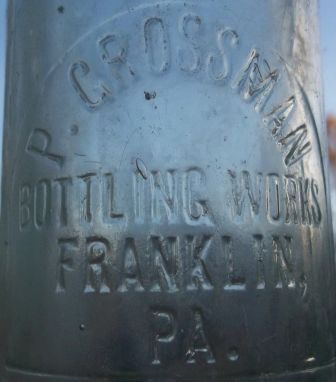 P. GROSSMAN
BOTTLING WORKS
FRANKLIN,
PA.